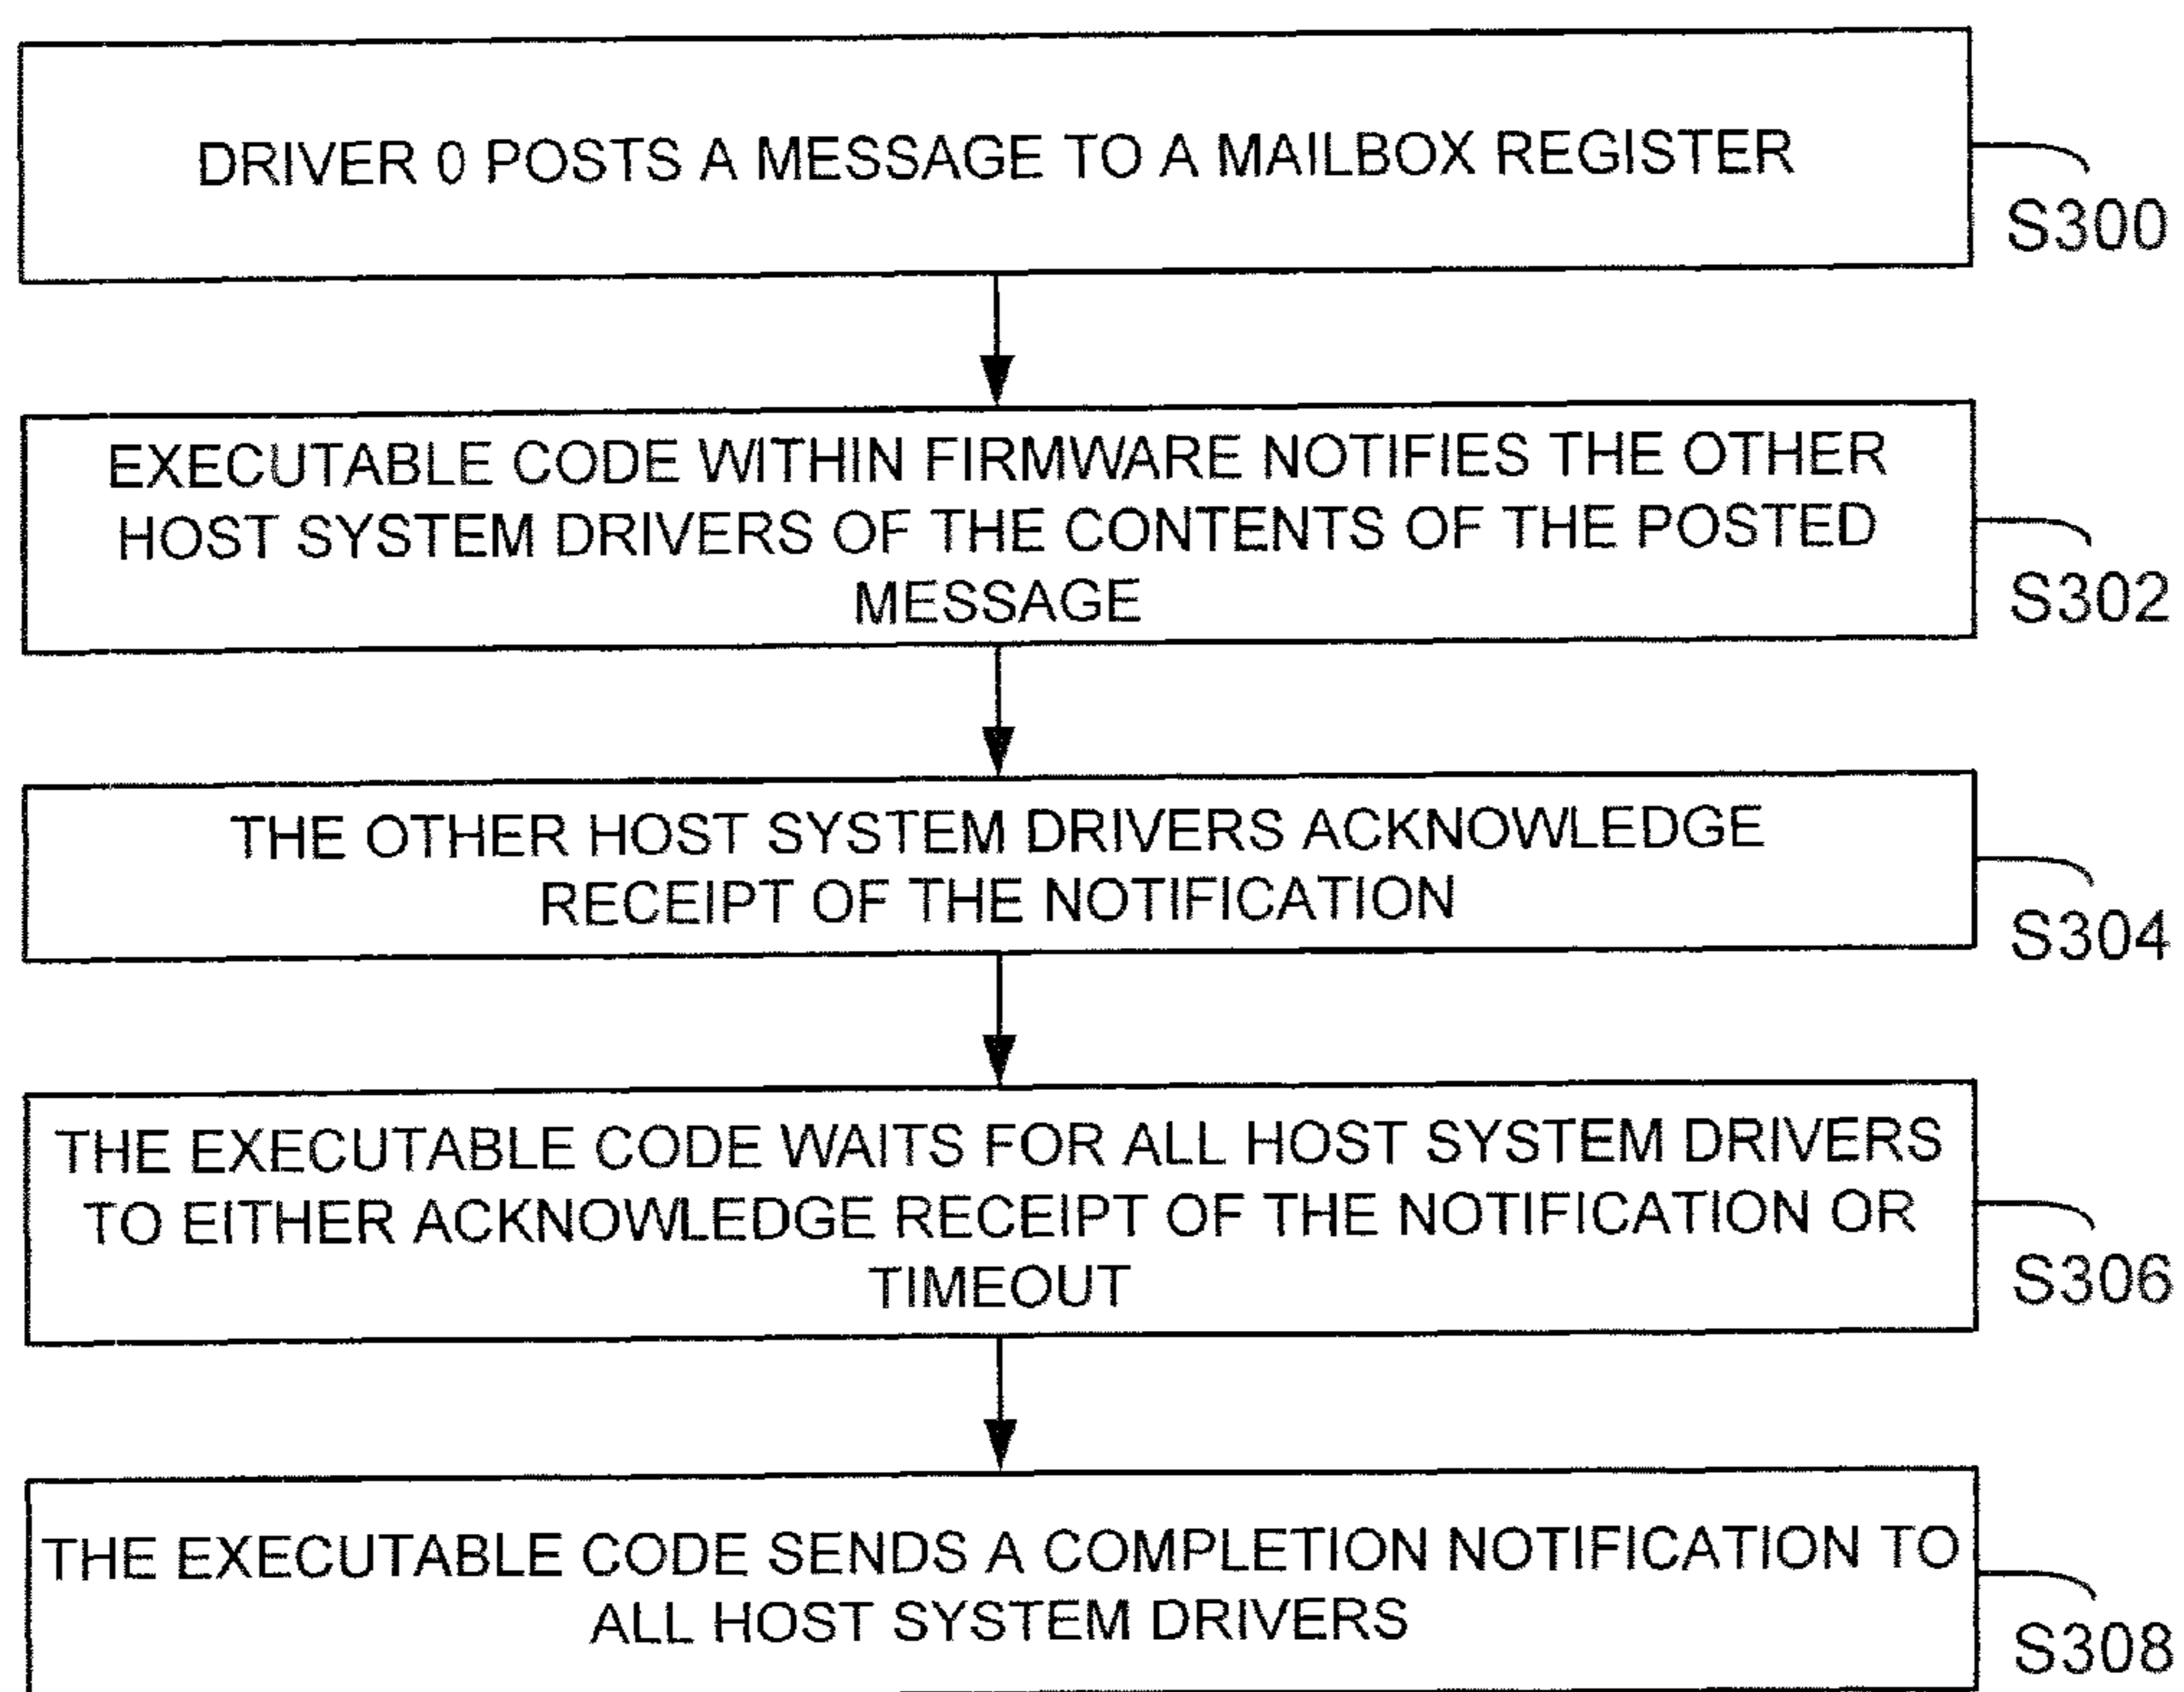 DRIVER 0 POSTS A MESSAGE TO A MAILBOX REGISTER
S300
EXECUTABLE CODE WITHIN FIRMWARE NOTIFIES THE OTHER
HOST SYSTEM DRIVERS OF THE CONTENTS OF THE POSTED
MESSAGE
S302
THE OTHER HOST SYSTEM DRIVERS ACKNOWLEDGE
RECEIPT OF THE NOTIFICATION
S304
THE EXECUTABLE CODE WAITS FOR ALL HOST SYSTEM DRIVERS
TO EITHER ACKNOWLEDGE RECEIPT OF THE NOTIFICATION OR
TIMEOUT
S306
THE EXECUTABLE CODE SENDS A COMPLETION NOTIFICATION TO
ALL HOST SYSTEM DRIVERS
S308